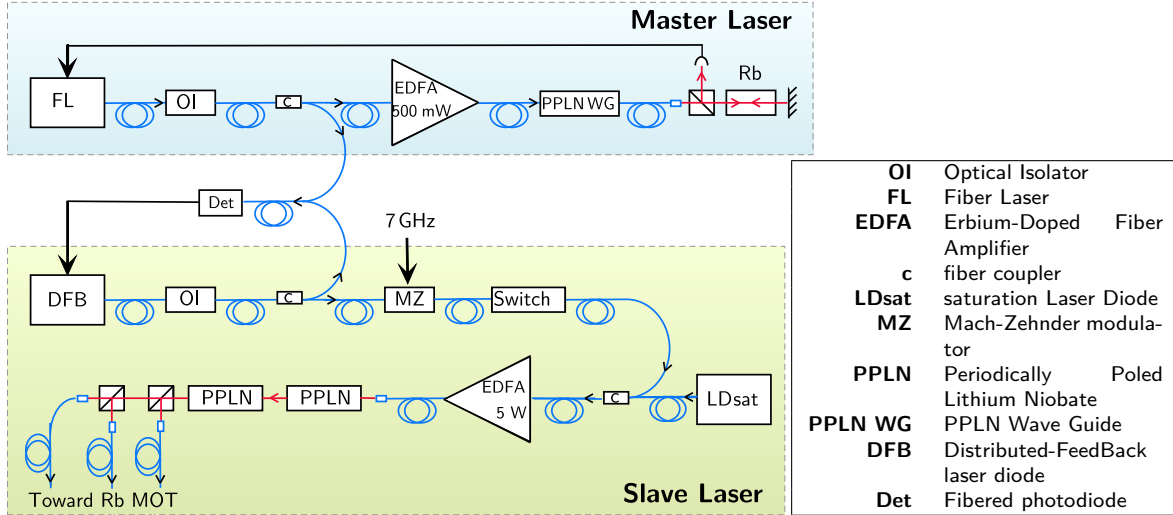 Master Laser
FL
OI
c
EDFA
500 mW
PPLN WG
Rb
Det
7 GHz
DFB
OI
c
MZ
Switch
PPLN
PPLN
EDFA
5 W
c
LDsat
Toward Rb MOT
Slave Laser
OI Optical Isolator
FL Fiber Laser
EDFA Erbium-Doped Fiber
Amplifier
c fiber coupler
LDsat saturation Laser Diode
MZ Mach-Zehnder modula-
tor
PPLN Periodically Poled
Lithium Niobate
PPLN WG PPLN Wave Guide
DFB Distributed-FeedBack
laser diode
Det Fibered photodiode